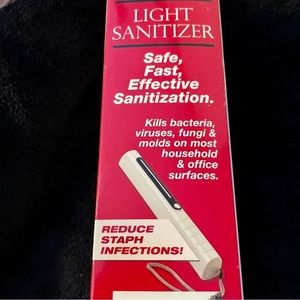 LIGHT
SANITIZER
Safe,
Fast,
Effective
Sanitization.
Kills bacteria,
viruses, fungi &
molds on most
household
& office
surfaces.
REDUCE
STAPH
INFECTIONS!